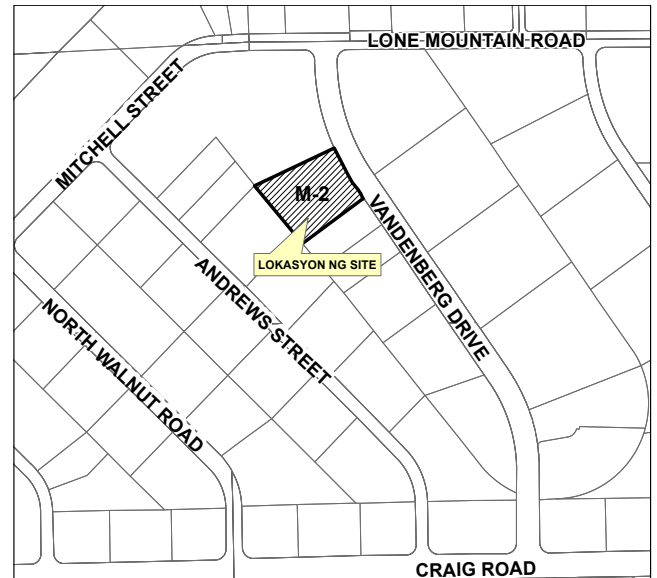 LONE MOUNTAIN ROAD
MITCHELL STREET
M-2
VANDENBERG DRIVE
LOKASYON NG SITE
ANDREWS STREET
NORTH WALNUT ROAD
CRAIG ROAD